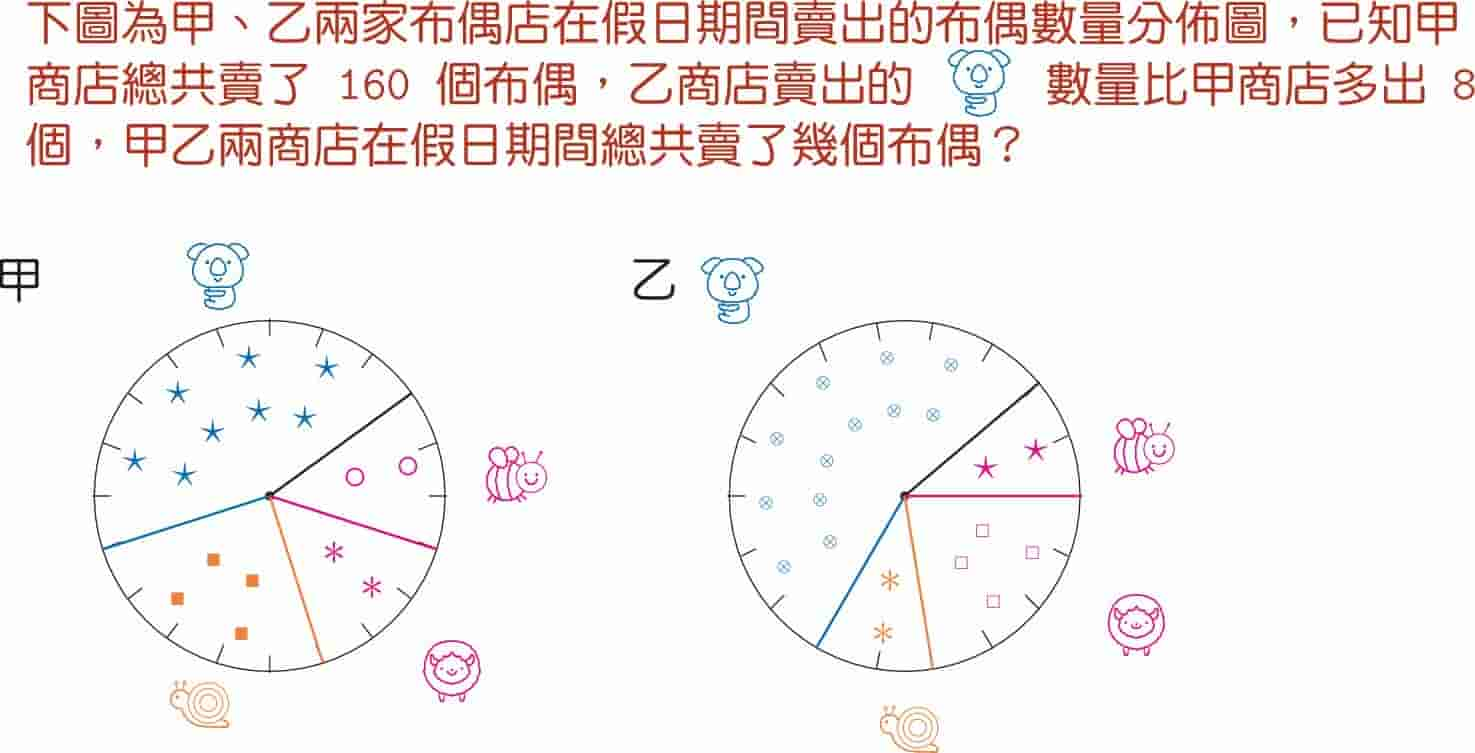 下圖為甲、乙兩家布偶店在假日期間賣出的布偶數量分佈圖，已知甲
商店總共賣了 160 個布偶，乙商店賣出的 數量比甲商店多出 8
個，甲乙兩商店在假日期間總共賣了幾個布偶？
甲
乙